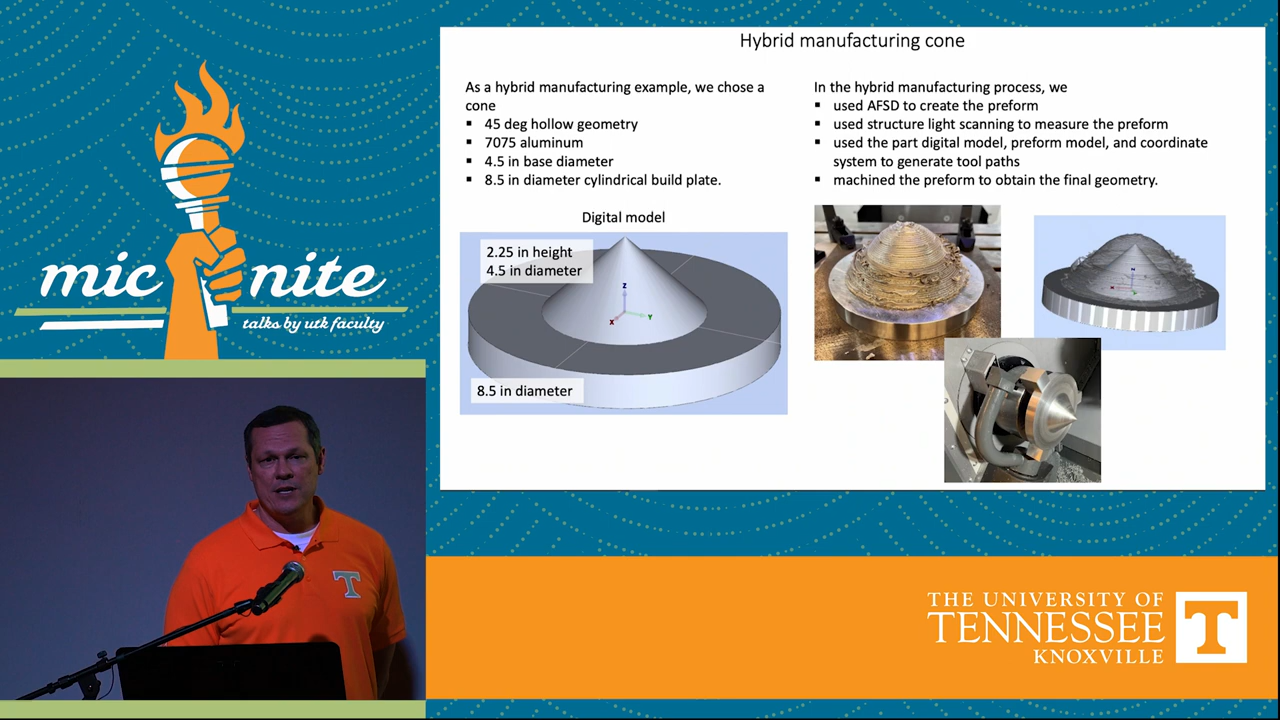 mic nite
talks by utk faculty
Hybrid manufacturing cone
As a hybrid manufacturing example, we chose a
cone
▪ 45 deg hollow geometry
▪ 7075 aluminum
▪ 4.5 in base diameter
▪ 8.5 in diameter cylindrical build plate.
Digital model
2.25 in height
4.5 in diameter
Z
X
Y
8.5 in diameter
In the hybrid manufacturing process, we
▪ used AFSD to create the preform
▪ used structure light scanning to measure the preform
▪ used the part digital model, preform model, and coordinate
system to generate tool paths
▪ machined the preform to obtain the final geometry.
T
THE UNIVERSITY OF
TENNESSEE
KNOXVILLE
T